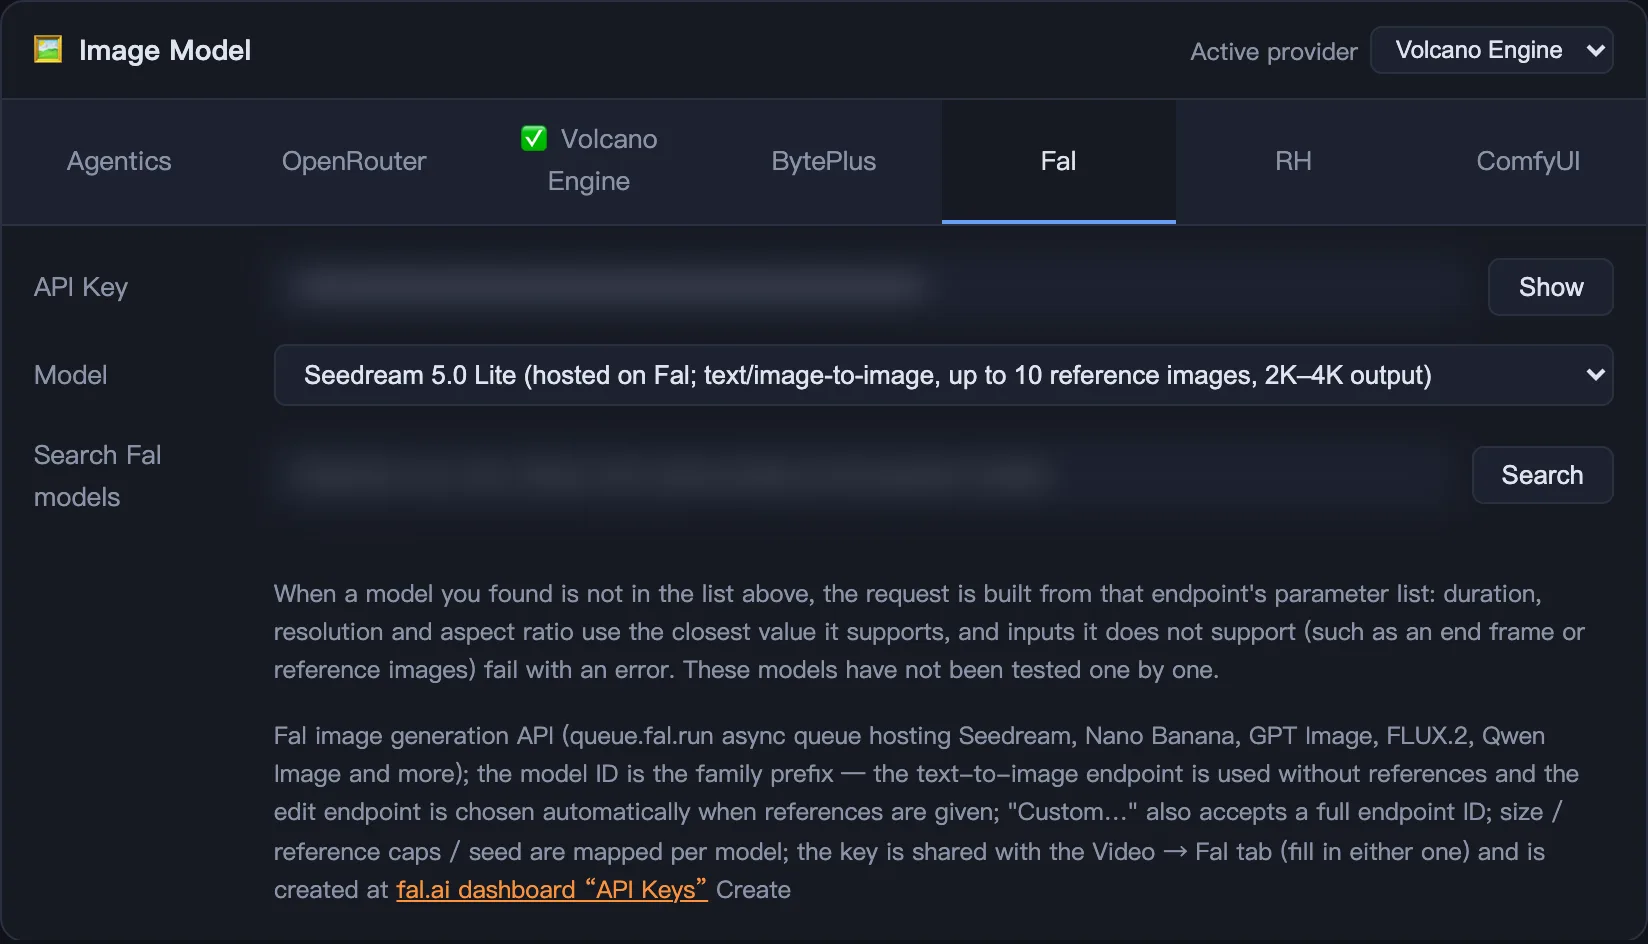 Image Model
Active provider
Volcano Engine
Agentics
OpenRouter
Volcano
Engine
BytePlus
Fal
RH
ComfyUI
API Key
Show
Model
Seedream 5.0 Lite (hosted on Fal; text/image-to-image, up to 10 reference images, 2K–4K output)
Search Fal
models
Search
When a model you found is not in the list above, the request is built from that endpoint's parameter list: duration,
resolution and aspect ratio use the closest value it supports, and inputs it does not support (such as an end frame or
reference images) fail with an error. These models have not been tested one by one.
Fal image generation API (queue.fal.run async queue hosting Seedream, Nano Banana, GPT Image, FLUX.2, Qwen
Image and more); the model ID is the family prefix — the text-to-image endpoint is used without references and the
edit endpoint is chosen automatically when references are given; "Custom…" also accepts a full endpoint ID; size /
reference caps / seed are mapped per model; the key is shared with the Video → Fal tab (fill in either one) and is
created at fal.ai dashboard “API Keys” Create